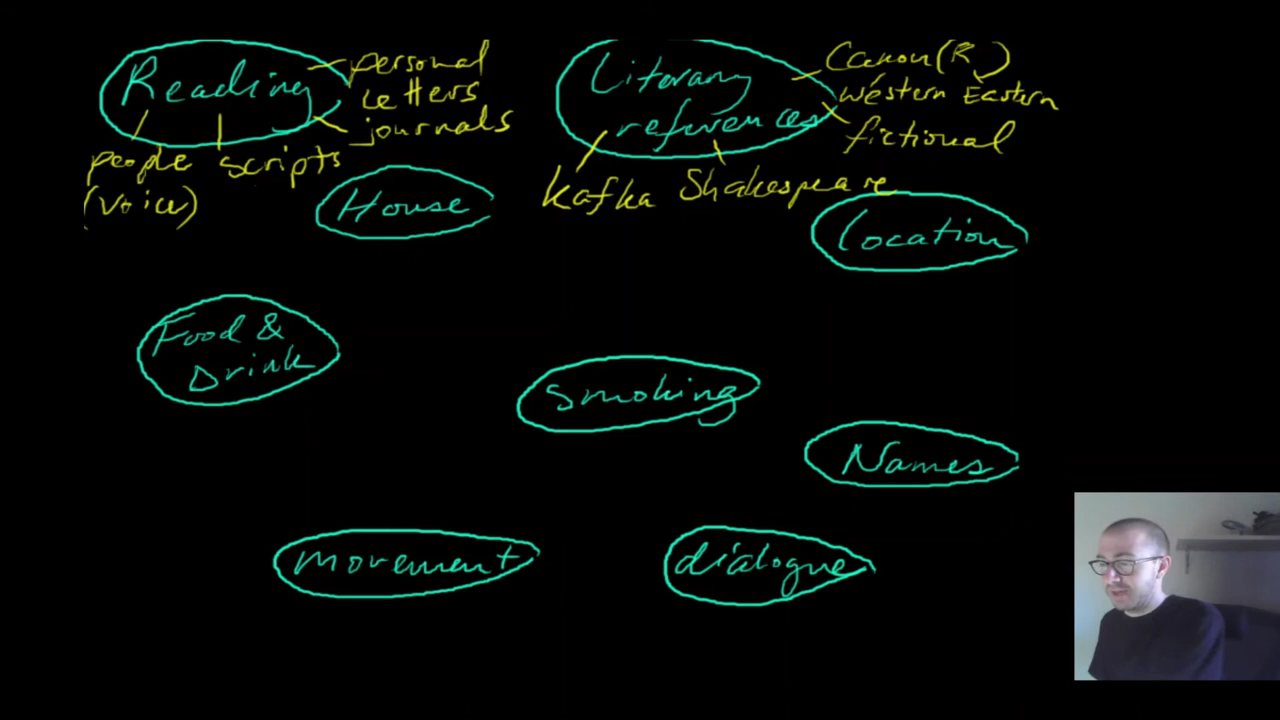 Reading
personal
letters
journals
people
(voice)
scripts
Literary
references
Canon(R)
western Eastern
fictional
Kafka Shakespeare
House
Location
Food &
Drink
smoking
Names
movement
dialogue